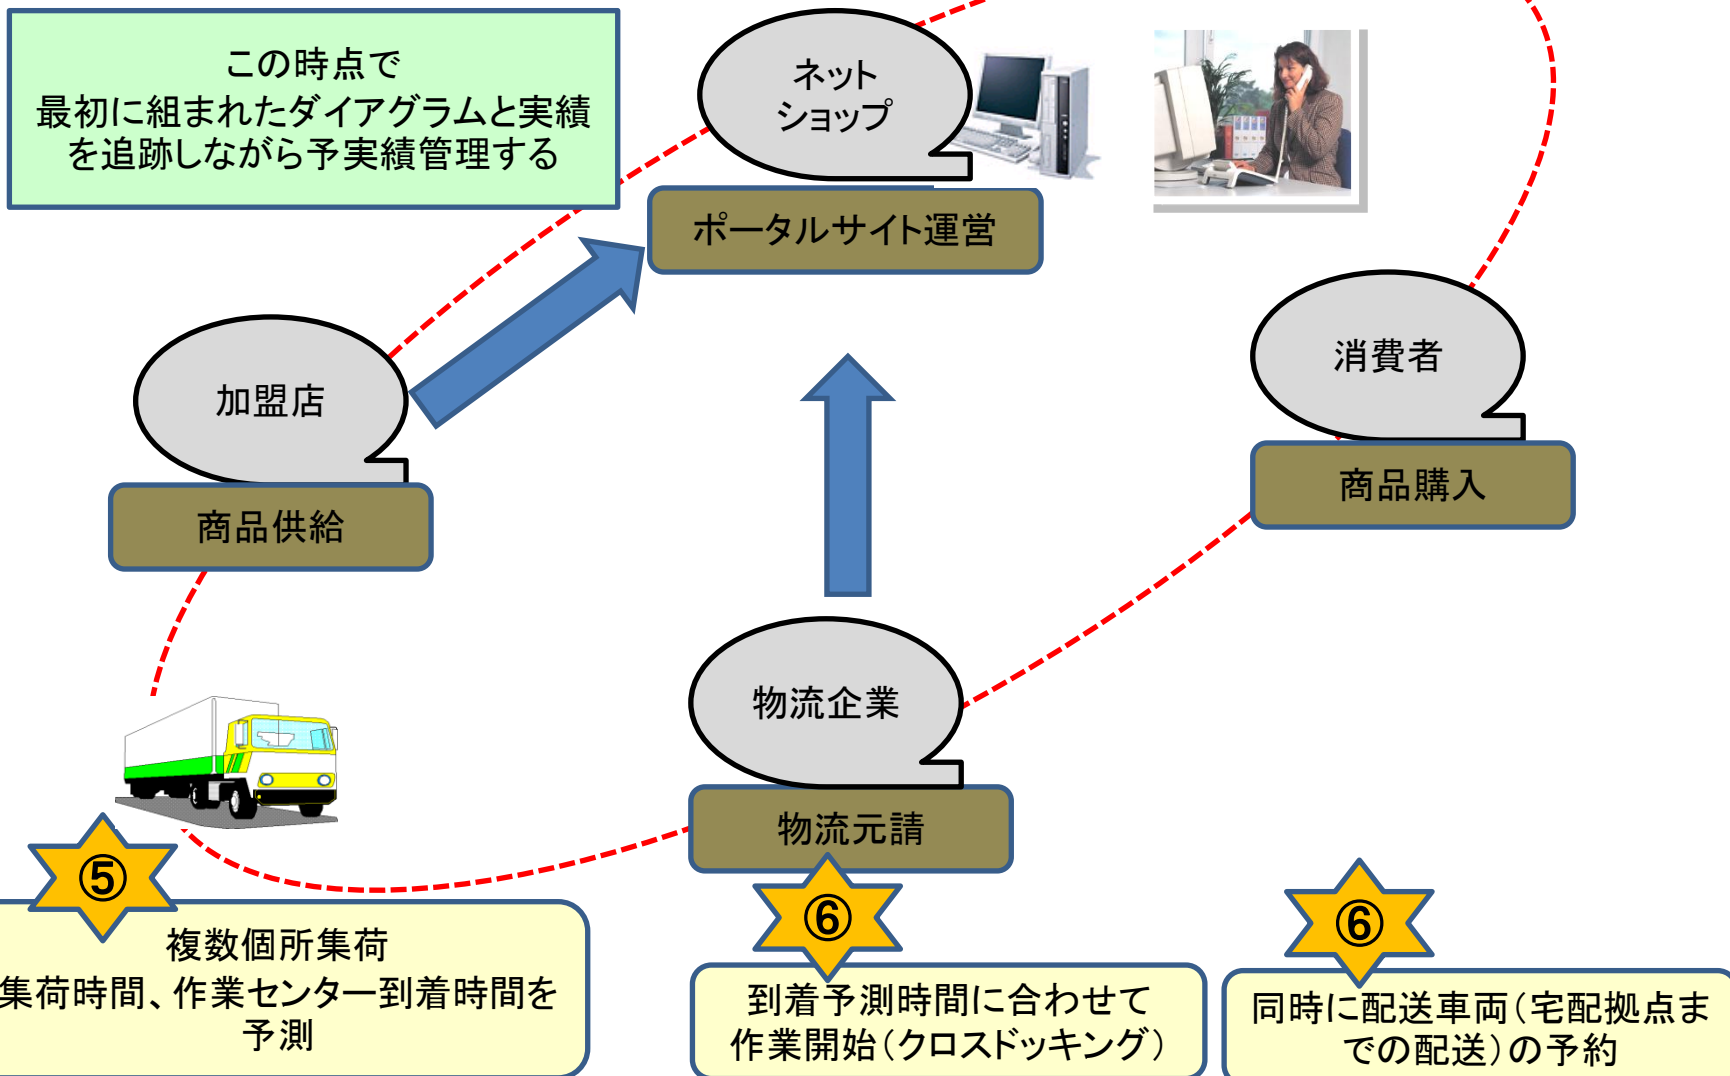 この時点で
最初に組まれたダイアグラムと実績
を追跡しながら予実績管理する
ネット
ショップ
ポータルサイト運営
加盟店
商品供給
消費者
商品購入
物流企業
物流元請
⑤
複数個所集荷
集荷時間、作業センター到着時間を
予測
⑥
到着予測時間に合わせて
作業開始（クロスドッキング）
⑥
同時に配送車両（宅配拠点ま
での配送）の予約